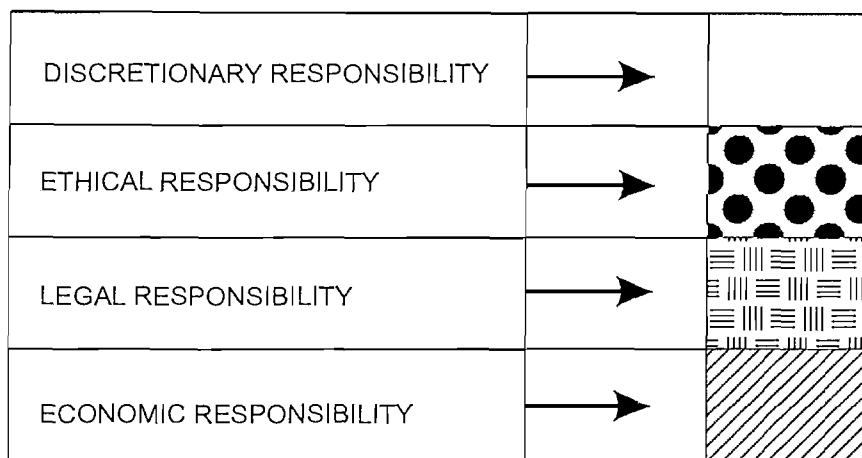 DISCRETIONARY RESPONSIBILITY
ETHICAL RESPONSIBILITY
LEGAL RESPONSIBILITY
ECONOMIC RESPONSIBILITY